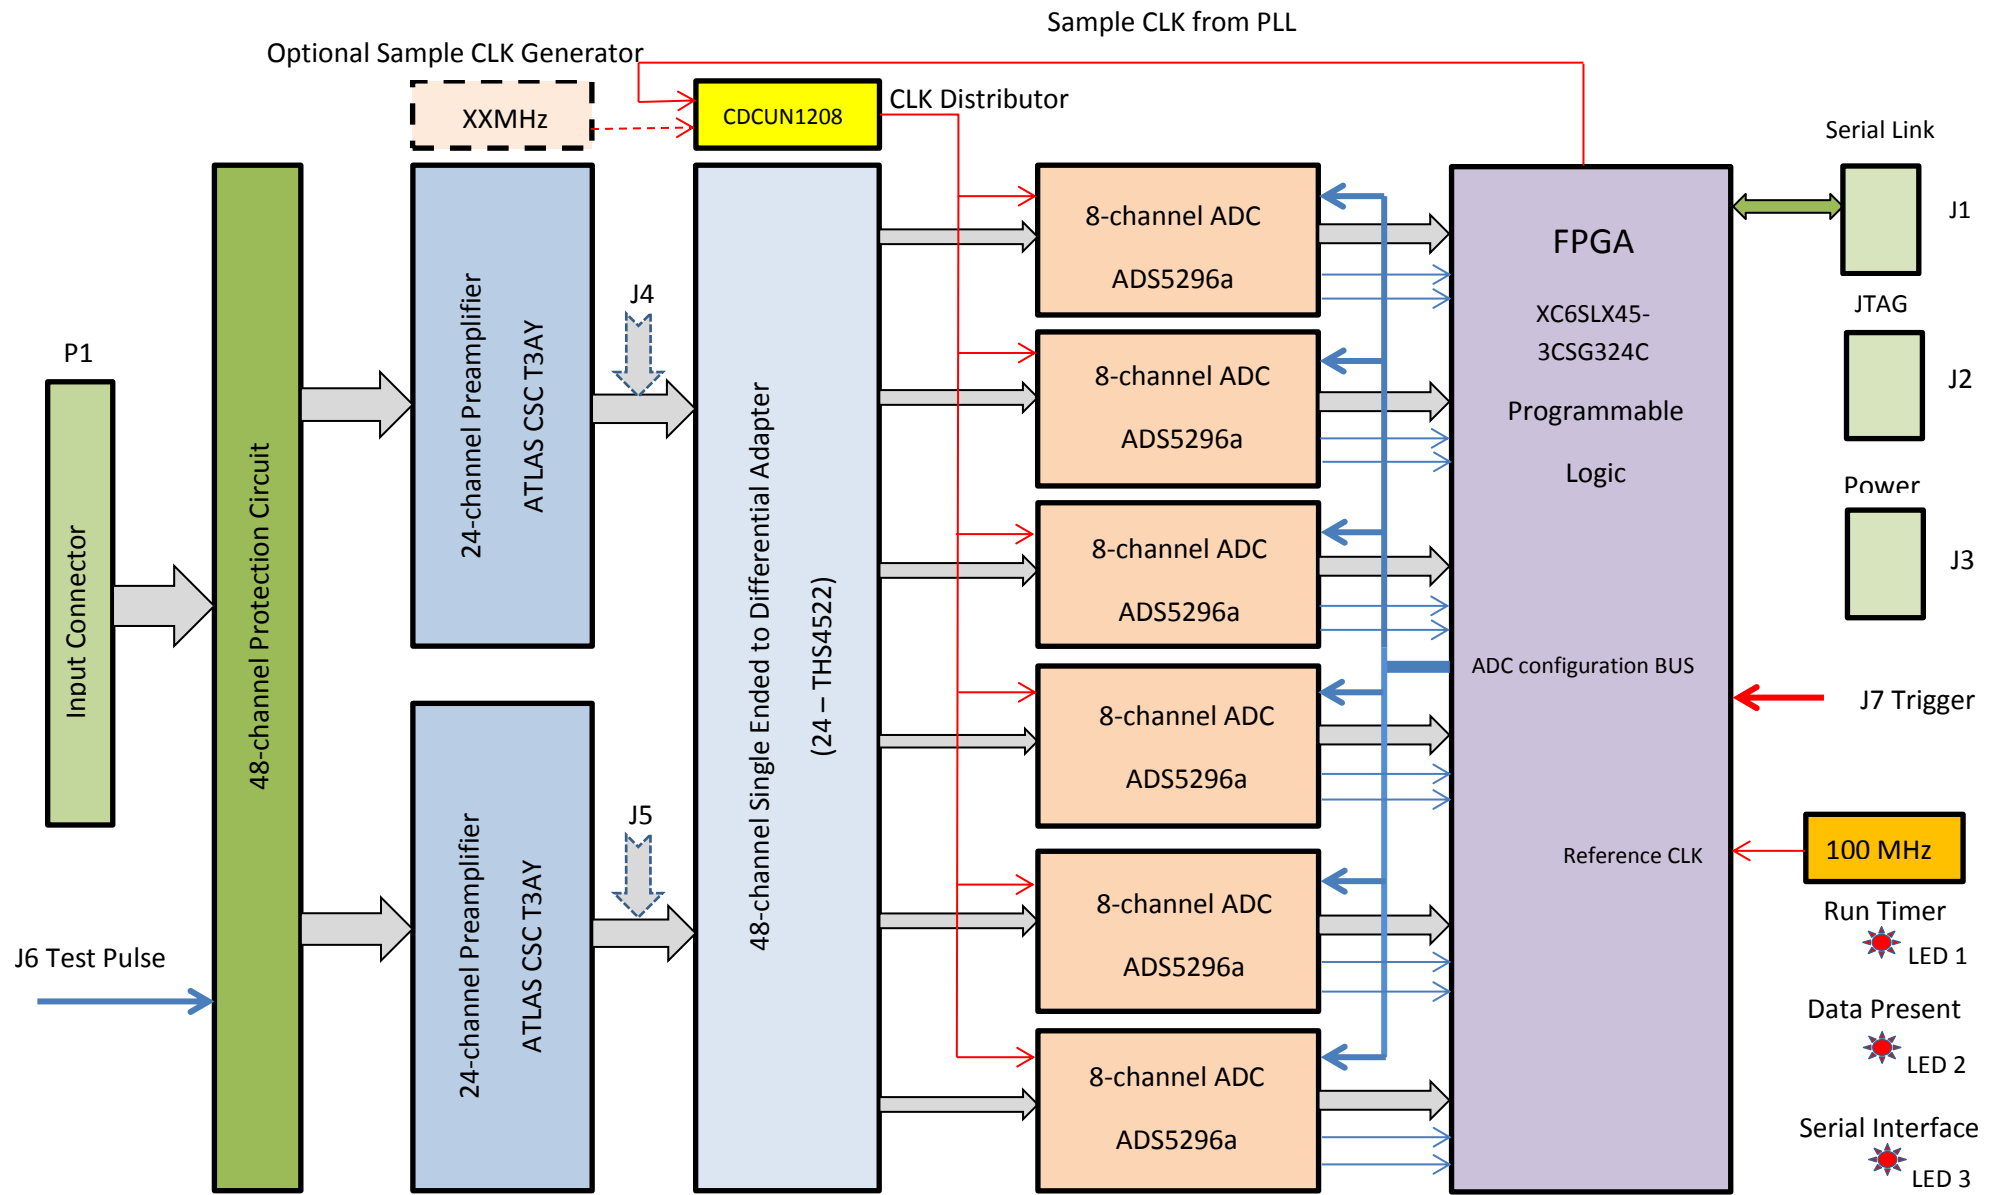 Sample CLK from PLL
Optional Sample CLK Generator
XXMHz
CDCUN1208
CLK Distributor
Serial Link
J1
JTAG
J2
Power
J3
P1
Input Connector
48-channel Protection Circuit
J6 Test Pulse
24-channel Preamplifier
ATLAS CSC T3AY
J4
24-channel Preamplifier
ATLAS CSC T3AY
J5
48-channel Single Ended to Differential Adapter
(24 – THS4522)
8-channel ADC
ADS5296a
8-channel ADC
ADS5296a
8-channel ADC
ADS5296a
8-channel ADC
ADS5296a
8-channel ADC
ADS5296a
8-channel ADC
ADS5296a
FPGA
XC6SLX45-
3CSG324C
Programmable
Logic
ADC configuration BUS
Reference CLK
J7 Trigger
100 MHz
Run Timer
LED 1
Data Present
LED 2
Serial Interface
LED 3